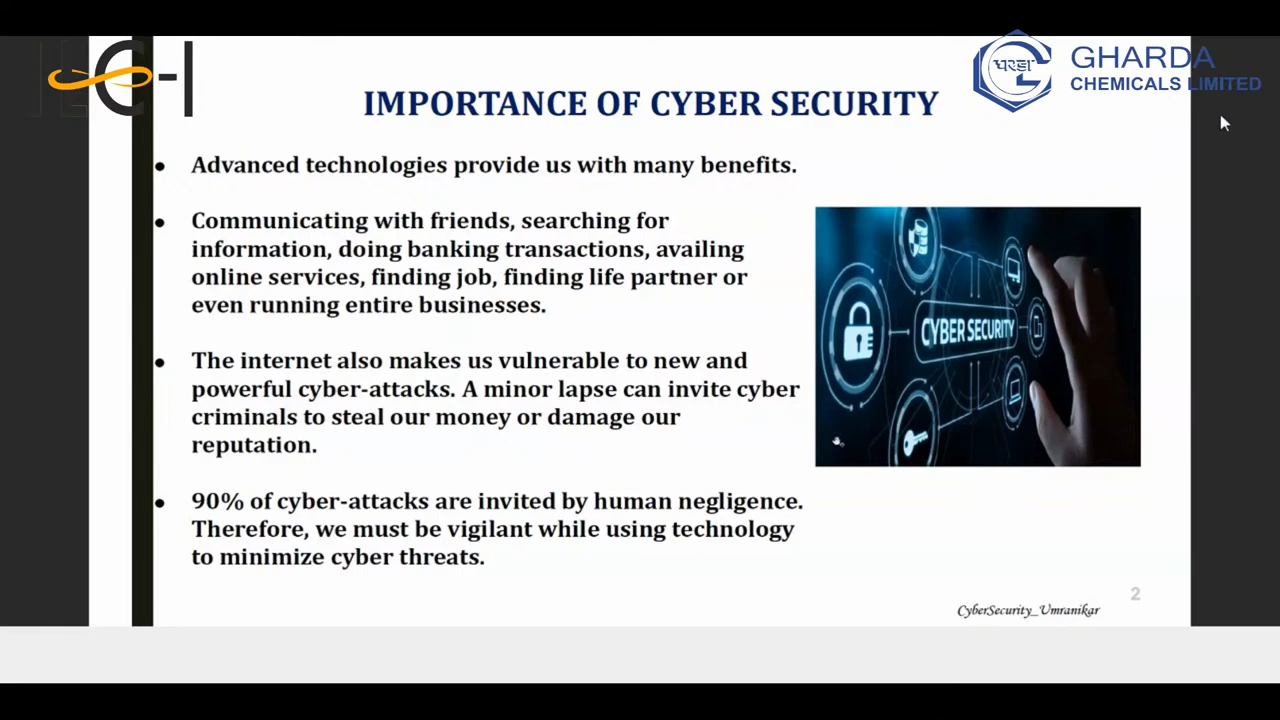 GHARDA
CHEMICALS LIMITED
घरडा
IMPORTANCE OF CYBER SECURITY
● Advanced technologies provide us with many benefits.
● Communicating with friends, searching for
information, doing banking transactions, availing
online services, finding job, finding life partner or
even running entire businesses.
● The internet also makes us vulnerable to new and
powerful cyber-attacks. A minor lapse can invite cyber
criminals to steal our money or damage our
reputation.
● 90% of cyber-attacks are invited by human negligence.
Therefore, we must be vigilant while using technology
to minimize cyber threats.
CYBER SECURITY
2
CyberSecurity_Umranikar